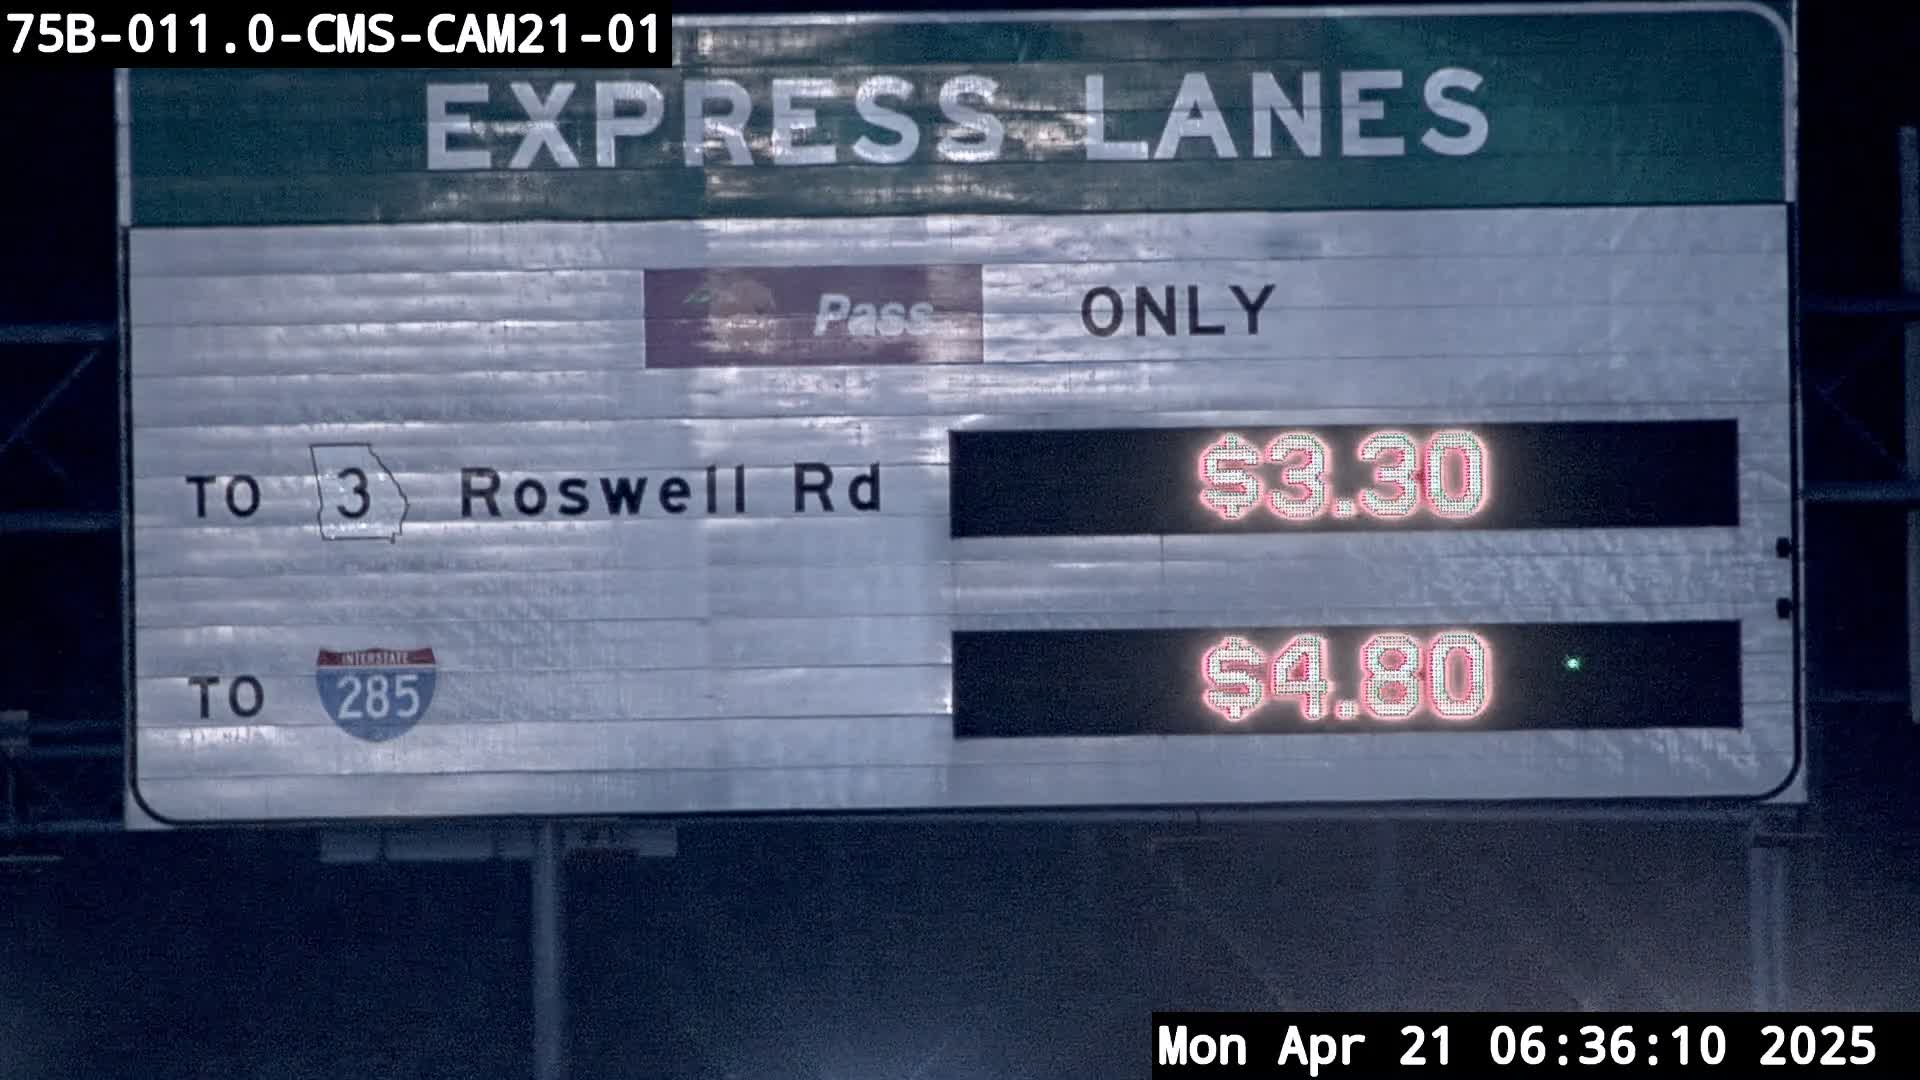 75B-011.0-CMS-CAM21-01
EXPRESS LANES
Pass ONLY
TO 3 Roswell Rd $3.30
INTERSTATE
TO 285 $4.80
Mon Apr 21 06:36:10 2025